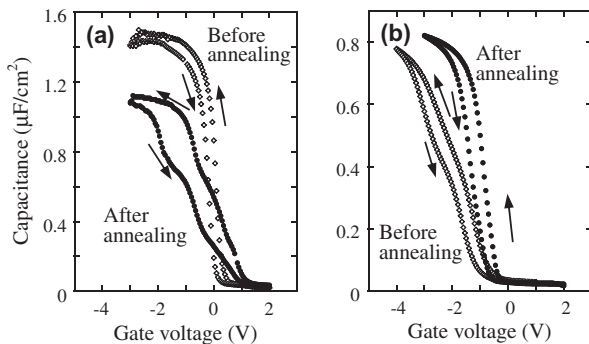 (a)
Before
annealing
After
annealing
Capacitance (µF/cm²)
1.6
1.2
0.8
0.4
0
-4
-2
0
2
Gate voltage (V)
(b)
After
annealing
Before
annealing
0.8
0.6
0.4
0.2
0
-4
-2
0
2
Gate voltage (V)